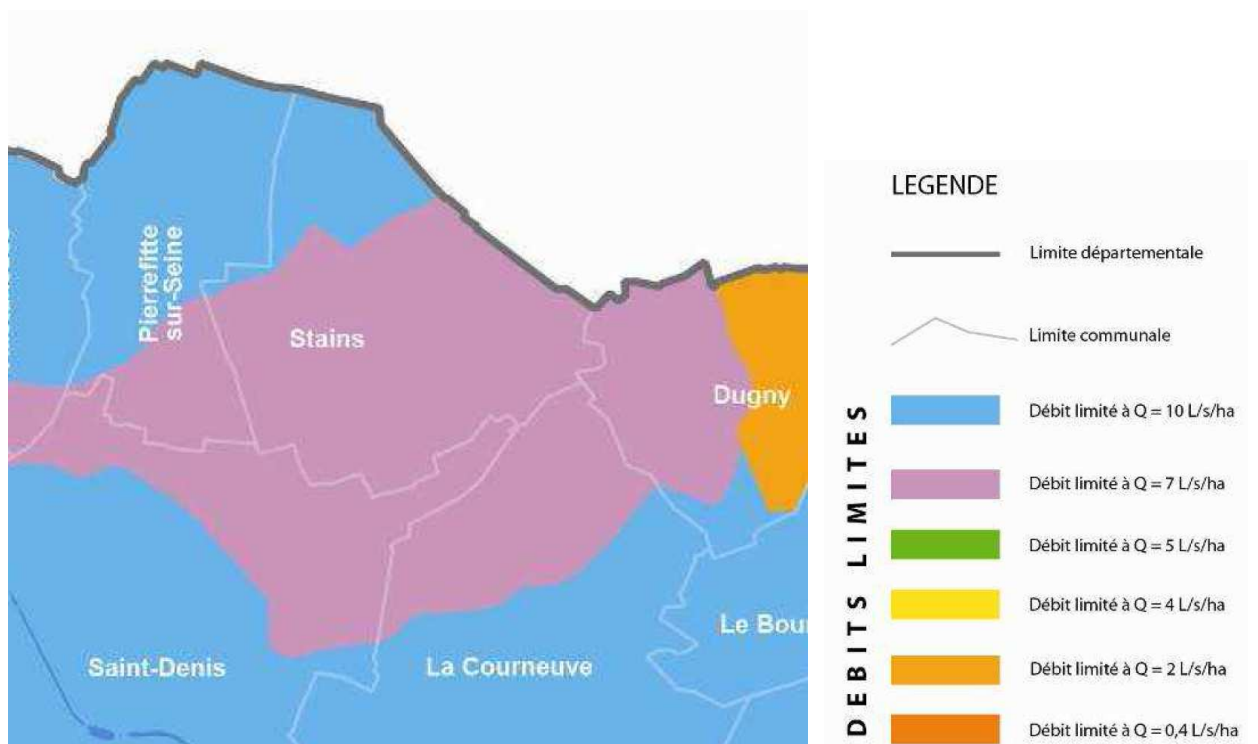 Pierrefitte
sur-Seine
Stains
Dugny
Le Bour
Saint-Denis
La Courneuve
LEGENDE
Limite départementale
Limite communale
DEBITS LIMITES
Débit limité à Q = 10 L/s/ha
Débit limité à Q = 7 L/s/ha
Débit limité à Q = 5 L/s/ha
Débit limité à Q = 4 L/s/ha
Débit limité à Q = 2 L/s/ha
Débit limité à Q = 0,4 L/s/ha